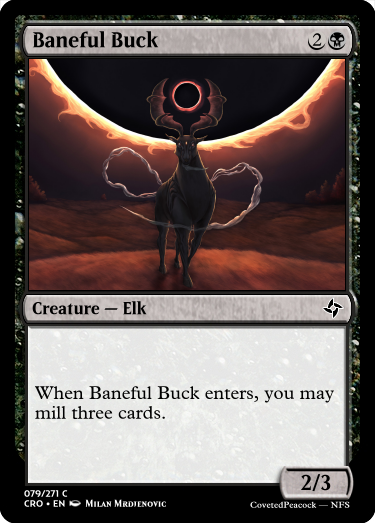 Baneful Buck 2
Creature — Elk
When Baneful Buck enters, you may
mill three cards.
2/3
079/271 C
CRO • EN Milan Mrdjenovic
CovetedPeacock — NFS